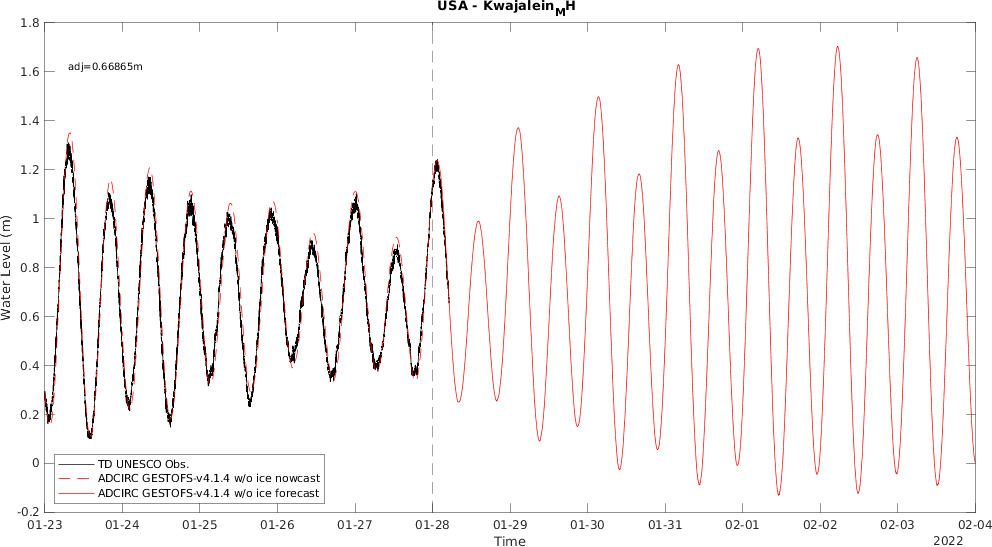 USA - Kwajalein_MH
1.8
1.6
1.4
1.2
1
0.8
0.6
0.4
0.2
0
-0.2
Water Level (m)
adj=0.66865m
TD UNESCO Obs.
ADCIRC GESTOFS-v4.1.4 w/o ice nowcast
ADCIRC GESTOFS-v4.1.4 w/o ice forecast
01-23 01-24 01-25 01-26 01-27 01-28 01-29 01-30 01-31 02-01 02-02 02-03 02-04
Time
2022